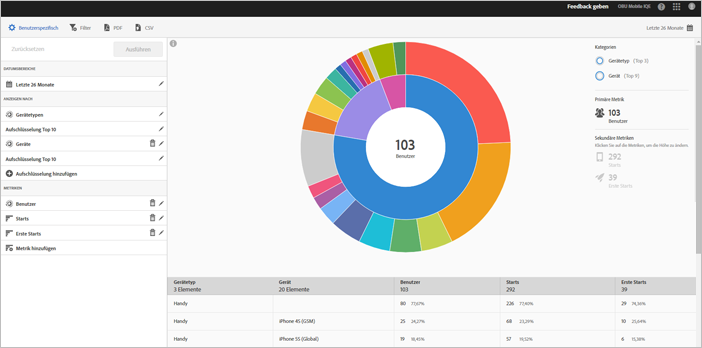 Feedback geben OBU Mobile IQE
Benutzerspezifisch Filter PDF CSV Letzte 26 Monate
Zurücksetzen Ausführen
DATUMSBEREICHE
Letzte 26 Monate
ANZEIGEN NACH
Gerätetypen
Aufschlüsselung Top 10
Geräte
Aufschlüsselung Top 10
Aufschlüsselung hinzufügen
METRIKEN
Benutzer
Starts
Erste Starts
Metrik hinzufügen
103
Benutzer
Kategorien
Gerätetyp (Top 3)
Gerät (Top 9)
Primäre Metrik
103
Benutzer
Sekundäre Metriken
Klicken Sie auf die Metriken, um die Höhe zu ändern
292
Starts
39
Erste Starts
Gerätetyp Gerät Benutzer Starts Erste Starts
3 Elemente 20 Elemente 103 292 39
Handy 80 77,67% 226 77,40% 29 74,36%
Handy iPhone 4S (GSM) 25 24,27% 68 23,29% 10 25,64%
Handy iPhone 5S (Global) 19 18,45% 57 19,52% 6 15,38%